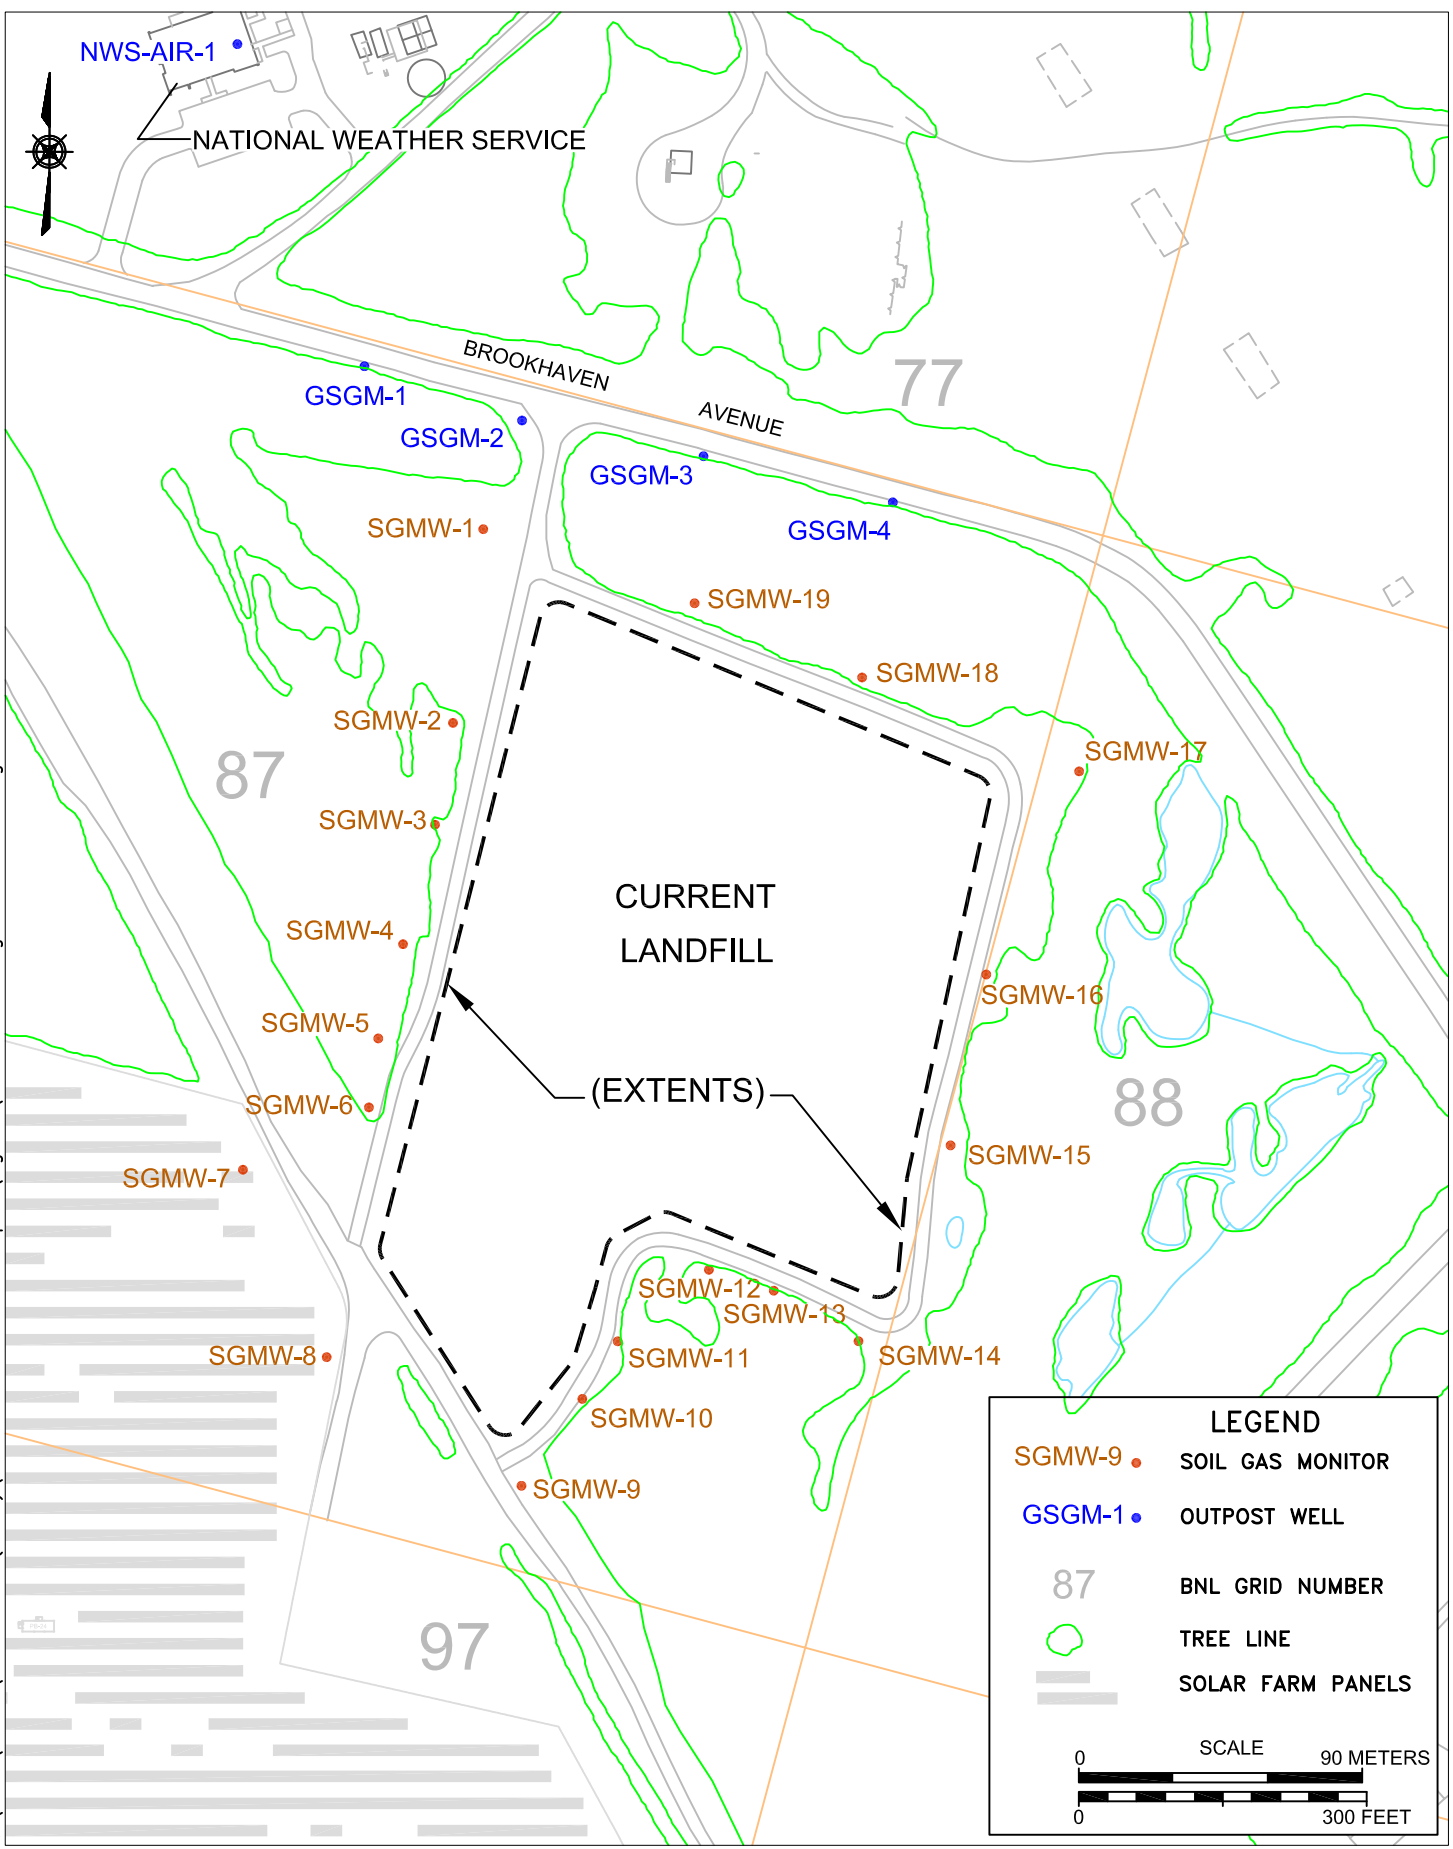 NWS-AIR-1
NATIONAL WEATHER SERVICE
BROOKHAVEN
AVENUE
77
GSGM-1
GSGM-2
GSGM-3
GSGM-4
SGMW-1
SGMW-19
SGMW-18
SGMW-2
SGMW-17
87
SGMW-3
CURRENT
LANDFILL
SGMW-4
SGMW-16
SGMW-5
(EXTENTS)
88
SGMW-6
SGMW-15
SGMW-7
SGMW-12
SGMW-13
SGMW-8
SGMW-11
SGMW-14
SGMW-10
SGMW-9
97
LEGEND
SGMW-9 SOIL GAS MONITOR
GSGM-1 OUTPOST WELL
87 BNL GRID NUMBER
TREE LINE
SOLAR FARM PANELS
SCALE
0 90 METERS
0 300 FEET